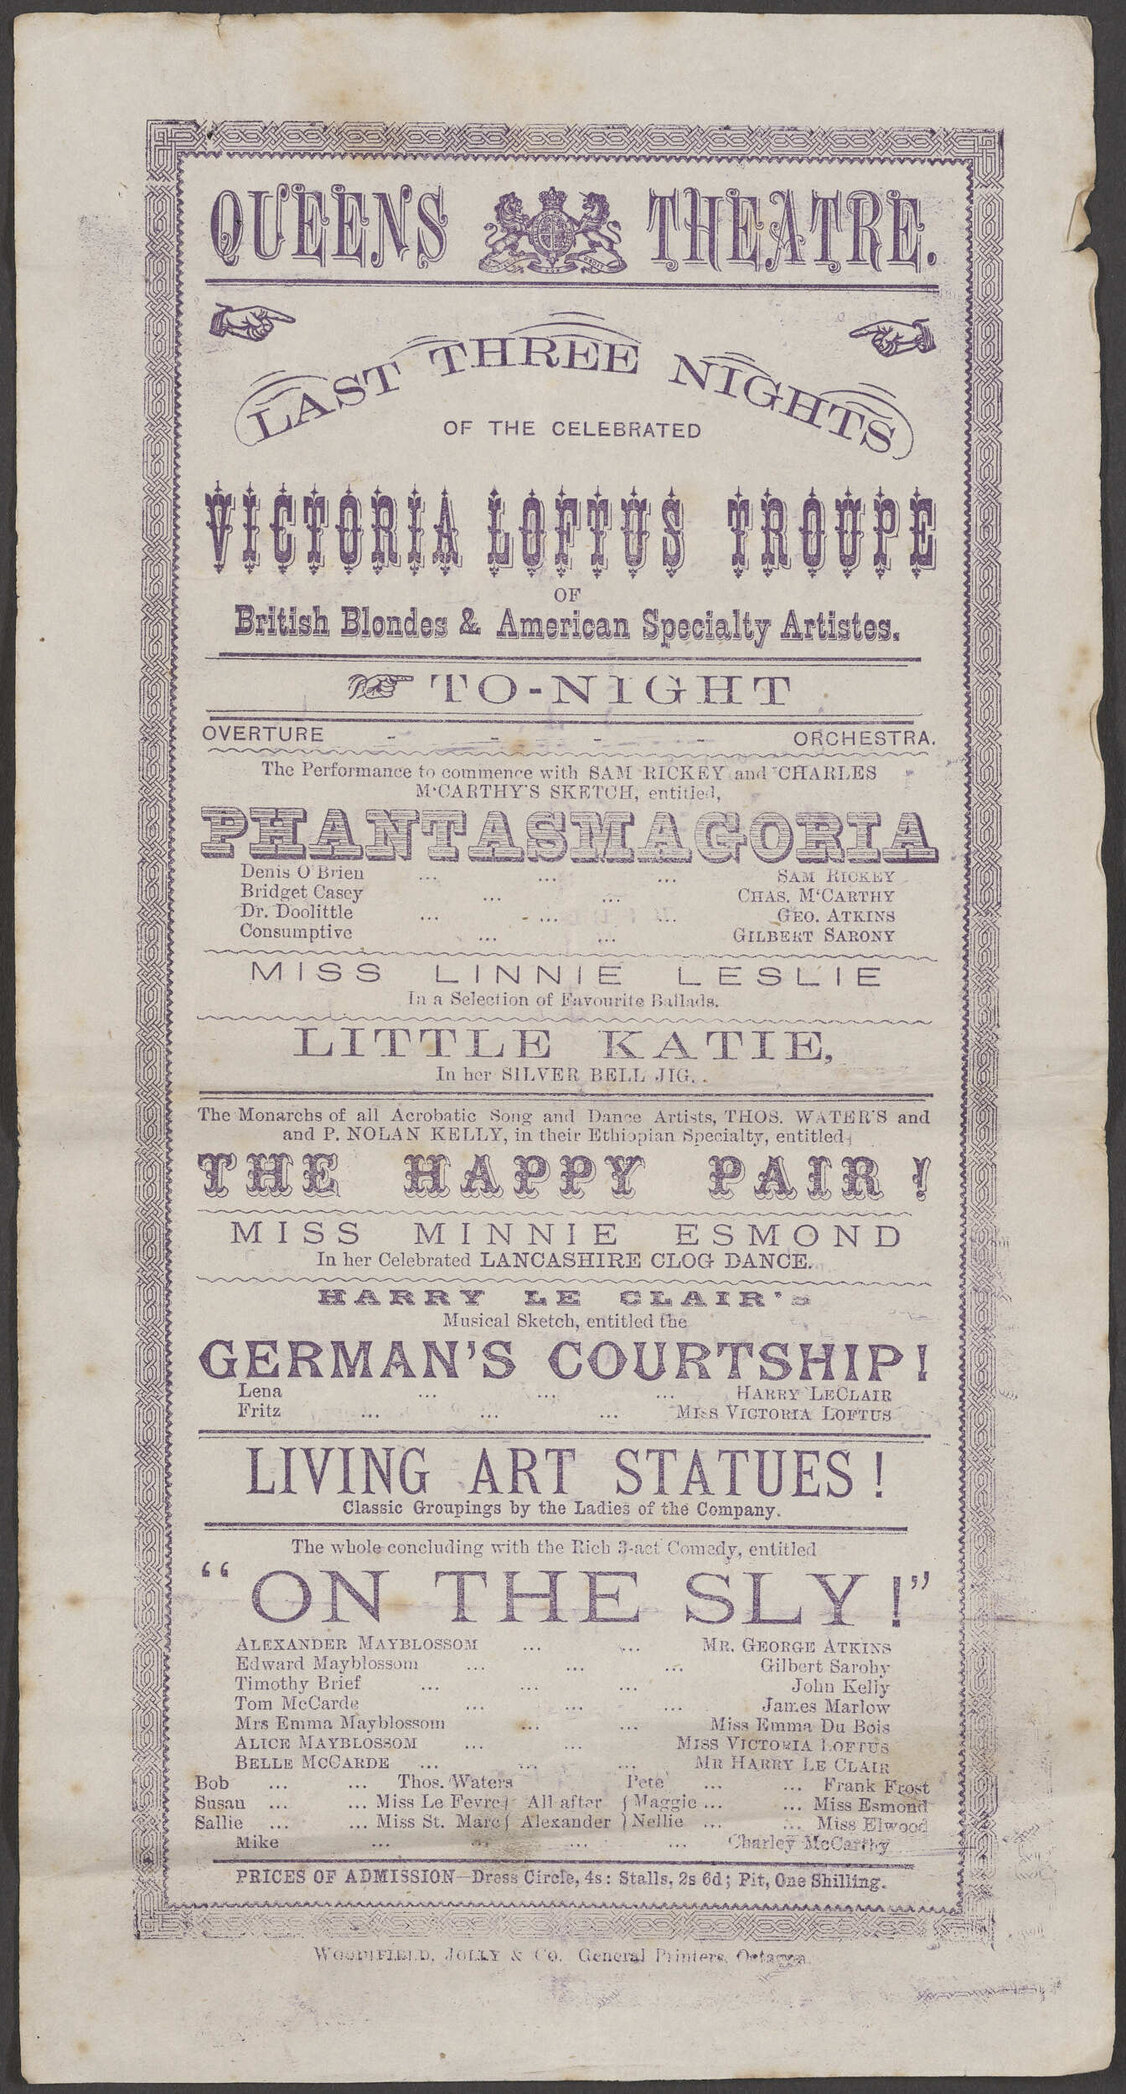 QUEENS THEATRE.
LAST THREE NIGHTS
OF THE CELEBRATED
VICTORIA LOFTUS TROUPE
OF
British Blondes & American Specialty Artistes.
TO-NIGHT
OVERTURE - - - - ORCHESTRA.
The Performance to commence with SAM RICKEY and CHARLES
M'CARTHY'S SKETCH, entitled,
PHANTASMAGORIA
Denis O'Brien ... ... ... SAM RICKEY
Bridget Casey ... ... CHAS. M'CARTHY
Dr. Doolittle ... ... ... GEO. ATKINS
Consumptive ... ... GILBERT SARONY
MISS LINNIE LESLIE
In a Selection of Favourite Ballads.
LITTLE KATIE,
In her SILVER BELL JIG.
The Monarchs of all Acrobatic Song and Dance Artists, THOS. WATER'S and
and P. NOLAN KELLY, in their Ethiopian Specialty, entitled
THE HAPPY PAIR!
MISS MINNIE ESMOND
In her Celebrated LANCASHIRE CLOG DANCE.
HARRY LE CLAIR's
Musical Sketch, entitled the
GERMAN'S COURTSHIP!
Lena ... ... ... HARRY LECLAIR
Fritz ... ... ... MISS VICTORIA LOFTUS
LIVING ART STATUES!
Classic Groupings by the Ladies of the Company.
The whole concluding with the Rich 3-act Comedy, entitled
"ON THE SLY!"
ALEXANDER MAYBLOSSOM ... ... MR. GEORGE ATKINS
Edward Mayblossom ... ... ... Gilbert Sarony
Timothy Brief ... ... ... John Kelly
Tom McCarde ... ... ... James Marlow
Mrs Emma Mayblossom ... ... Miss Emma Du Bois
ALICE MAYBLOSSOM ... ... MISS VICTORIA LOFTUS
BELLE MCCARDE ... ... ... MR HARRY LE CLAIR
Bob ... ... Thos. Waters Pete ... ... Frank Frost
Susan ... ... Miss Le Fevre } All after { Maggie ... ... Miss Esmond
Sallie ... ... Miss St. Marc } Alexander } Nellie ... ... Miss Elwood
Mike ... ... ... ... Charley McCarthy
PRICES OF ADMISSION—Dress Circle, 4s: Stalls, 2s 6d; Pit, One Shilling.
WOODIFIELD, JOLLY & Co. General Printers, Octagon.